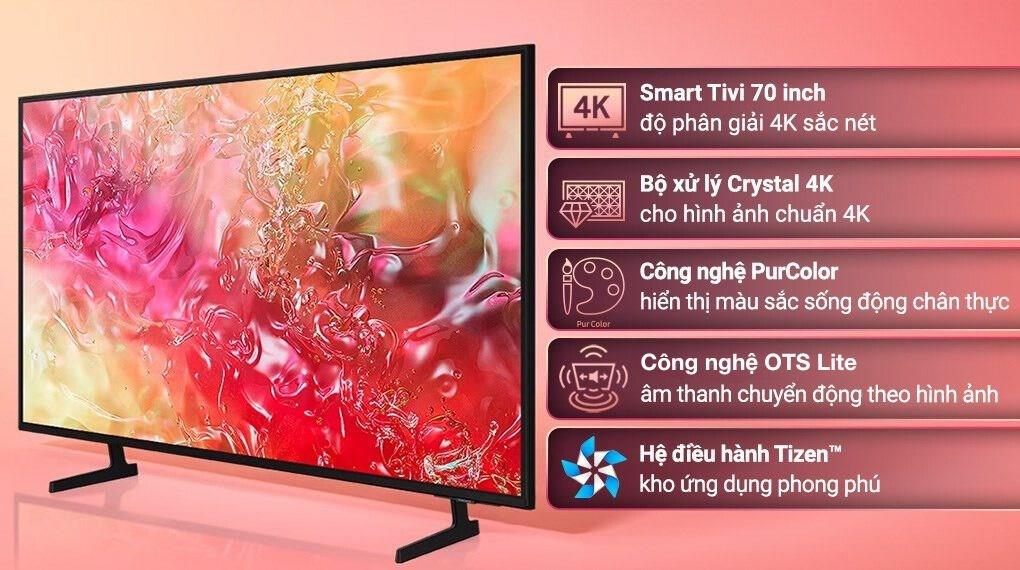 4K
Smart Tivi 70 inch
độ phân giải 4K sắc nét
Bộ xử lý Crystal 4K
cho hình ảnh chuẩn 4K
Pur Color
Công nghệ PurColor
hiển thị màu sắc sống động chân thực
Công nghệ OTS Lite
âm thanh chuyển động theo hình ảnh
Hệ điều hành Tizen™
kho ứng dụng phong phú